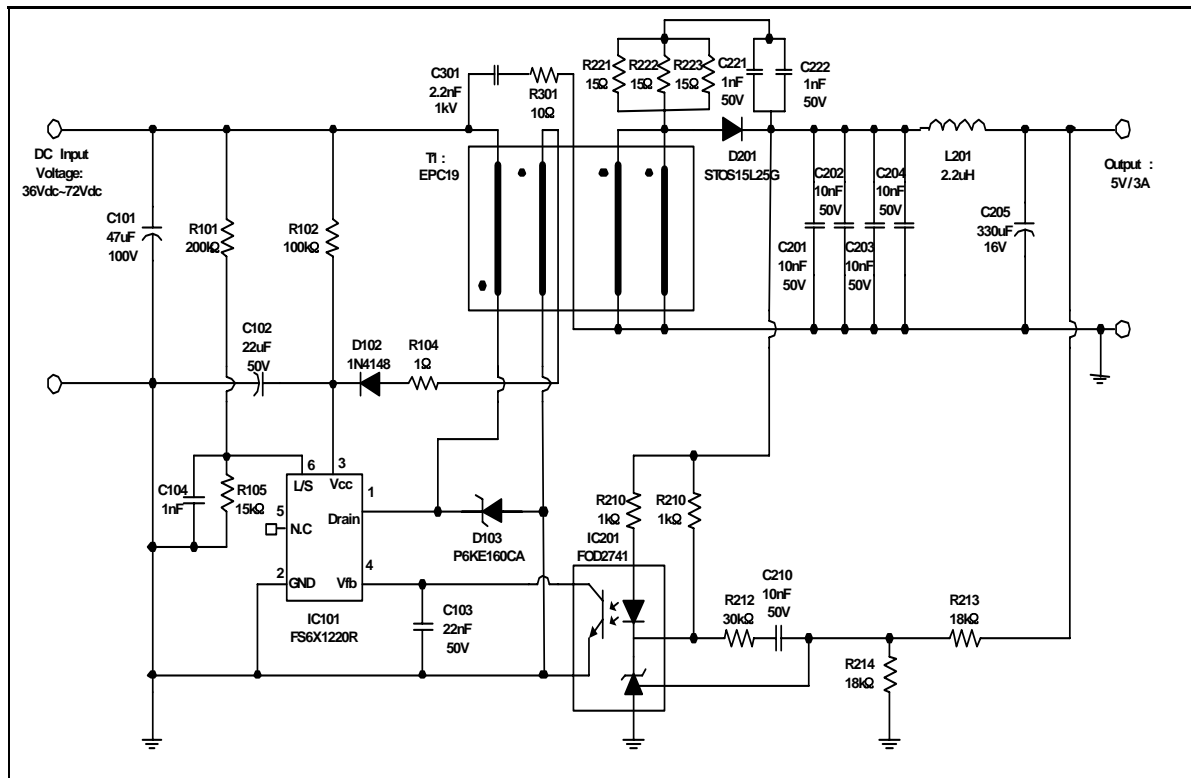 C301
2.2nF
1kV
R301
10Ω
R221
15Ω
R222
15Ω
R223
15Ω
C221
1nF
50V
C222
1nF
50V
DC Input
Voltage:
36Vdc~72Vdc
C101
47uF
100V
R101
200kΩ
R102
100kΩ
T1 :
EPC19
D201
STOS15L25G
C202
10nF
50V
C204
10nF
50V
C201
10nF
50V
C203
10nF
50V
L201
2.2uH
C205
330uF
16V
Output :
5V/3A
C102
22uF
50V
D102
1N4148
R104
1Ω
C104
1nF
R105
15kΩ
6
L/S
3
Vcc
1
Drain
5
N.C
2
GND
4
Vfb
IC101
FS6X1220R
D103
P6KE160CA
C103
22nF
50V
R210
1kΩ
R210
1kΩ
IC201
FOD2741
R212
30kΩ
C210
10nF
50V
R213
18kΩ
R214
18kΩ